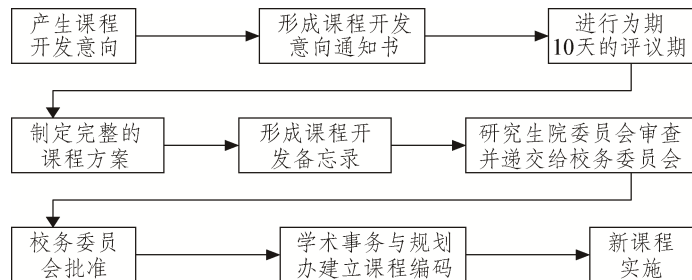 产生课程
开发意向
形成课程开发
意向通知书
进行为期
10天的评议期
制定完整的
课程方案
形成课程开
发备忘录
研究生院委员会审查
并递交给校务委员会
校务委员
会批准
学术事务与规划
办建立课程编码
新课程
实施